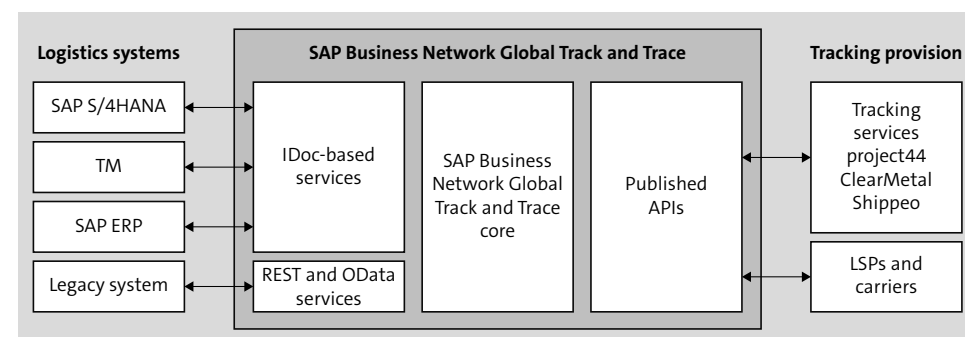 Logistics systems
SAP S/4HANA
TM
SAP ERP
Legacy system
SAP Business Network Global Track and Trace
IDoc-based
services
REST and OData
services
SAP Business
Network Global
Track and Trace
core
Published
APIs
Tracking provision
Tracking
services
project44
ClearMetal
Shippeo
LSPs and
carriers